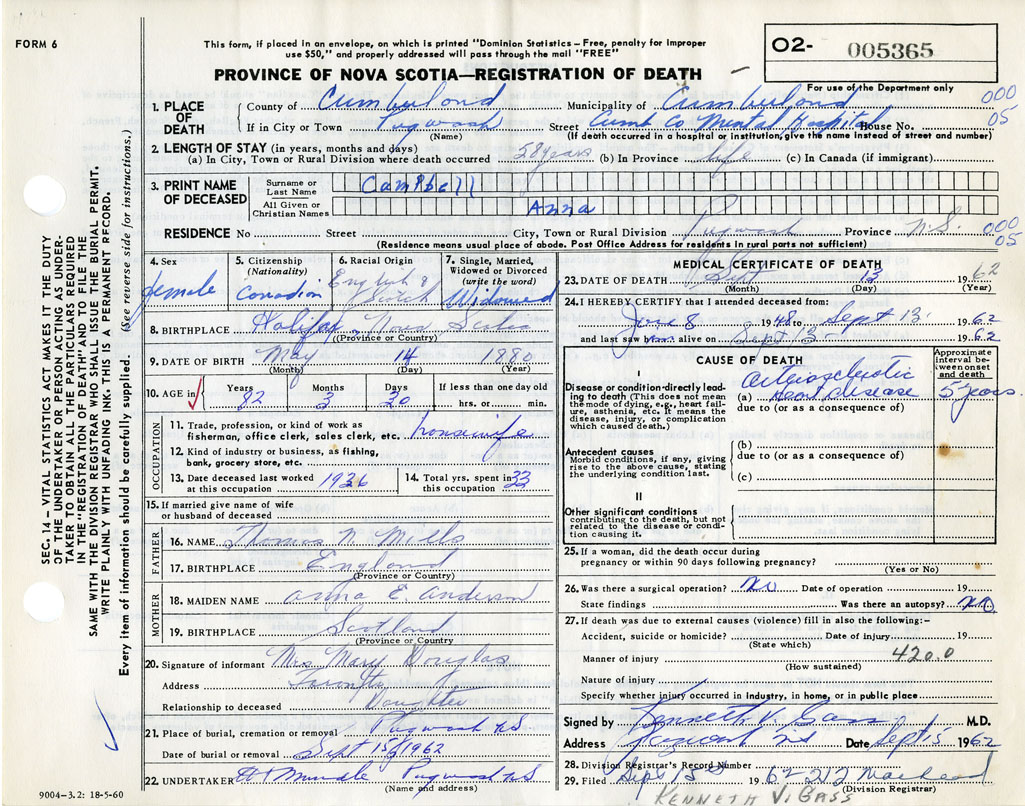 FORM 6
This form, if placed in an envelope, on which is printed "Dominion Statistics – Free, penalty for improper
use $50," and properly addressed will pass through the mail "FREE"
PROVINCE OF NOVA SCOTIA—REGISTRATION OF DEATH
O2- 005365
For use of the Department only
000
05
1. PLACE OF DEATH
County of Cumberland Municipality of Cumberland
If in City or Town Pugwash Street Cumb Co Mental Hospital House No.
(Name) (If death occurred in a hospital or institution, give its name instead of street and number)
2. LENGTH OF STAY (in years, months and days)
(a) In City, Town or Rural Division where death occurred 58 years (b) In Province life (c) In Canada (if immigrant)
3. PRINT NAME OF DECEASED
Surname or Last Name Campbell
All Given or Christian Names Anna
RESIDENCE No Street City, Town or Rural Division Pugwash Province N.S.
000
05
(Residence means usual place of abode. Post Office Address for residents in rural parts not sufficient)
4. Sex
female
5. Citizenship
(Nationality)
Canadian
6. Racial Origin
English & Scotch
7. Single, Married,
Widowed or Divorced
(write the word)
Widowed
8. BIRTHPLACE Halifax, Nova Scotia
(Province or Country)
9. DATE OF BIRTH May 14 1880
(Month) (Day) (Year)
10. AGE in Years Months Days If less than one day old
82 3 30 hrs. or min.
OCCUPATION
11. Trade, profession, or kind of work as
fisherman, office clerk, sales clerk, etc. housewife
12. Kind of industry or business, as fishing,
bank, grocery store, etc.
13. Date deceased last worked
at this occupation 1936
14. Total yrs. spent in
this occupation 33
15. If married give name of wife
or husband of deceased
FATHER
16. NAME Thomas N. Mills
17. BIRTHPLACE England
(Province or Country)
MOTHER
18. MAIDEN NAME Anna E. Anderson
19. BIRTHPLACE Scotland
(Province or Country
20. Signature of informant Mrs Mary Douglas
Address
Relationship to deceased Daughter
21. Place of burial, cremation or removal Pugwash N.S
Date of burial or removal Sept 15/1962
22. UNDERTAKER Pugwash N.S
(Name and address)
MEDICAL CERTIFICATE OF DEATH
23. DATE OF DEATH Sept 13 1962
(Month) (Day) (Year)
24. I HEREBY CERTIFY that I attended deceased from:
8 1948 to Sept 13 1962
and last saw h alive on Sept 13 1962
CAUSE OF DEATH
Approximate
interval be-
tween onset
and death
I
Disease or condition directly lead-
ing to death (This does not mean
the mode of dying, e.g., heart fail-
ure, asthenia, etc. It means the
disease, injury, or complication
which caused death.)
(a) Arteriosclerotic
heart disease 5 years
due to (or as a consequence of)
Antecedent causes
Morbid conditions, if any, giving
rise to the above cause, stating
the underlying condition last.
(b)
due to (or as a consequence of)
(c)
II
Other significant conditions
contributing to the death, but not
related to the disease or condi-
tion causing it.
25. If a woman, did the death occur during
pregnancy or within 90 days following pregnancy?
(Yes or No)
26. Was there a surgical operation? no Date of operation 19
State findings Was there an autopsy? no
27. If death was due to external causes (violence) fill in also the following:–
Accident, suicide or homicide? Date of injury 19
(State which)
420.0
Manner of injury
(How sustained)
Nature of injury
Specify whether injury occurred in Industry, in home, or in public place
Signed by Kenneth V. Gass M.D.
Address Date Sept 15 1962
28. Division Registrar's Record Number
29. Filed Sept 15 1962
(Division Registrar)
KENNETH V. GASS
SEC. 14 – VITAL STATISTICS ACT MAKES IT THE DUTY
OF THE UNDERTAKER OR PERSON ACTING AS UNDER-
TAKER TO OBTAIN ALL THE PARTICULARS REQUIRED
IN THE "REGISTRATION OF DEATH" AND TO FILE THE
SAME WITH THE DIVISION REGISTRAR WHO SHALL ISSUE THE BURIAL PERMIT.
WRITE PLAINLY WITH UNFADING INK. THIS IS A PERMANENT RECORD.
Every item of information should be carefully supplied. (See reverse side for instructions.)
9004–3.2: 18-5-60